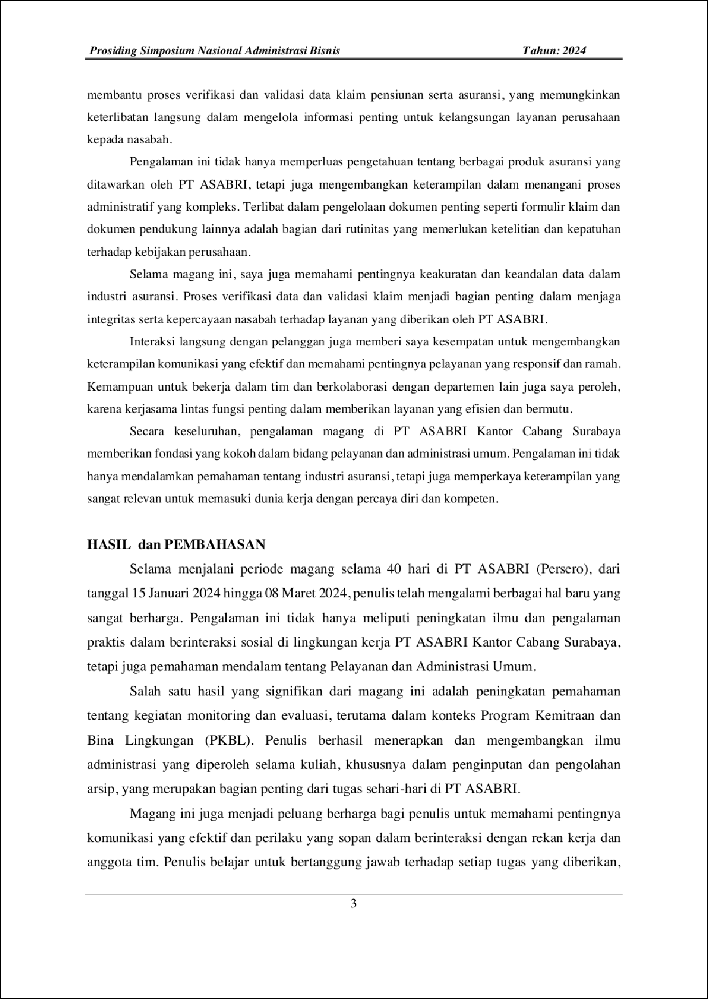 Prosiding Simposium Nasional Administrasi Bisnis Tahun: 2024
membantu proses verifikasi dan validasi data klaim pensiunan serta asuransi, yang memungkinkan
keterlibatan langsung dalam mengelola informasi penting untuk kelangsungan layanan perusahaan
kepada nasabah.
Pengalaman ini tidak hanya memperluas pengetahuan tentang berbagai produk asuransi yang
ditawarkan oleh PT ASABRI, tetapi juga mengembangkan keterampilan dalam menangani proses
administratif yang kompleks. Terlibat dalam pengelolaan dokumen penting seperti formulir klaim dan
dokumen pendukung lainnya adalah bagian dari rutinitas yang memerlukan ketelitian dan kepatuhan
terhadap kebijakan perusahaan.
Selama magang ini, saya juga memahami pentingnya keakuratan dan keandalan data dalam
industri asuransi. Proses verifikasi data dan validasi klaim menjadi bagian penting dalam menjaga
integritas serta kepercayaan nasabah terhadap layanan yang diberikan oleh PT ASABRI.
Interaksi langsung dengan pelanggan juga memberi saya kesempatan untuk mengembangkan
keterampilan komunikasi yang efektif dan memahami pentingnya pelayanan yang responsif dan ramah.
Kemampuan untuk bekerja dalam tim dan berkolaborasi dengan departemen lain juga saya peroleh,
karena kerjasama lintas fungsi penting dalam memberikan layanan yang efisien dan bermutu.
Secara keseluruhan, pengalaman magang di PT ASABRI Kantor Cabang Surabaya
memberikan fondasi yang kokoh dalam bidang pelayanan dan administrasi umum. Pengalaman ini tidak
hanya mendalamkan pemahaman tentang industri asuransi, tetapi juga memperkaya keterampilan yang
sangat relevan untuk memasuki dunia kerja dengan percaya diri dan kompeten.
HASIL dan PEMBAHASAN
Selama menjalani periode magang selama 40 hari di PT ASABRI (Persero), dari
tanggal 15 Januari 2024 hingga 08 Maret 2024, penulis telah mengalami berbagai hal baru yang
sangat berharga. Pengalaman ini tidak hanya meliputi peningkatan ilmu dan pengalaman
praktis dalam berinteraksi sosial di lingkungan kerja PT ASABRI Kantor Cabang Surabaya,
tetapi juga pemahaman mendalam tentang Pelayanan dan Administrasi Umum.
Salah satu hasil yang signifikan dari magang ini adalah peningkatan pemahaman
tentang kegiatan monitoring dan evaluasi, terutama dalam konteks Program Kemitraan dan
Bina Lingkungan (PKBL). Penulis berhasil menerapkan dan mengembangkan ilmu
administrasi yang diperoleh selama kuliah, khususnya dalam penginputan dan pengolahan
arsip, yang merupakan bagian penting dari tugas sehari-hari di PT ASABRI.
Magang ini juga menjadi peluang berharga bagi penulis untuk memahami pentingnya
komunikasi yang efektif dan perilaku yang sopan dalam berinteraksi dengan rekan kerja dan
anggota tim. Penulis belajar untuk bertanggung jawab terhadap setiap tugas yang diberikan,
3